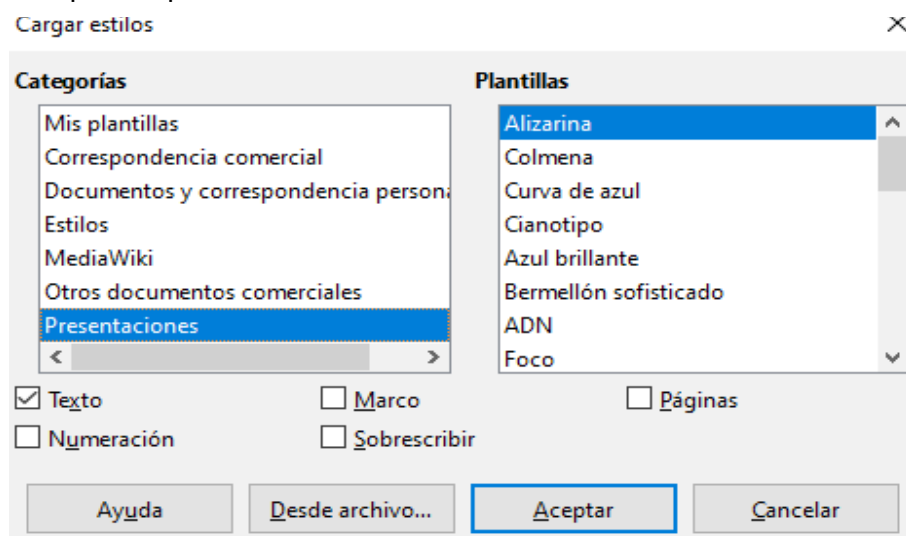 Cargar estilos
Categorías
Plantillas
Mis plantillas
Correspondencia comercial
Documentos y correspondencia persona
Estilos
MediaWiki
Otros documentos comerciales
Presentaciones
Alizarina
Colmena
Curva de azul
Cianotipo
Azul brillante
Bermellón sofisticado
ADN
Foco
Texto
Marco
Páginas
Numeración
Sobrescribir
Ayuda
Desde archivo...
Aceptar
Cancelar